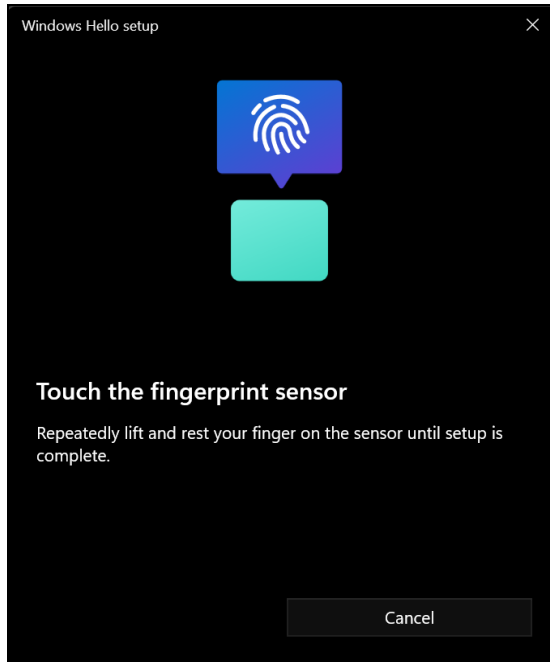 Windows Hello setup
Touch the fingerprint sensor
Repeatedly lift and rest your finger on the sensor until setup is
complete.
Cancel